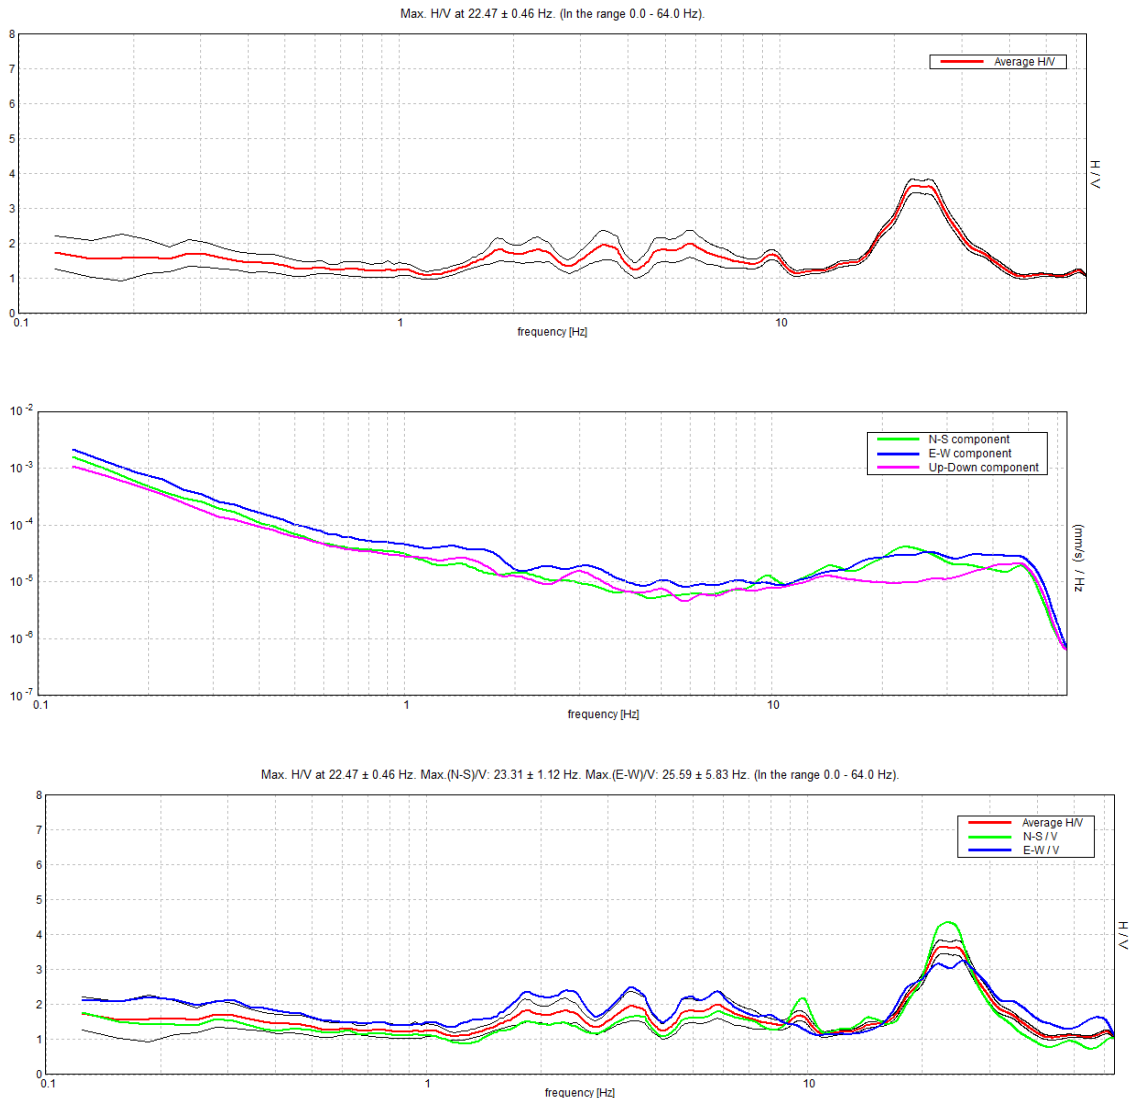 Max. H/V at 22.47 ± 0.46 Hz. (In the range 0.0 - 64.0 Hz).
8
7
6
5
4
3
2
1
0
Average H/V
H / V
0.1 1 10
frequency [Hz]
10 -2
10 -3
10 -4
10 -5
10 -6
10 -7
N-S component
E-W component
Up-Down component
(mm/s) / Hz
0.1 1 10
frequency [Hz]
Max. H/V at 22.47 ± 0.46 Hz. Max.(N-S)/V: 23.31 ± 1.12 Hz. Max.(E-W)/V: 25.59 ± 5.83 Hz. (In the range 0.0 - 64.0 Hz).
8
7
6
5
4
3
2
1
0
Average H/V
N-S / V
E-W / V
H / V
0.1 1 10
frequency [Hz]